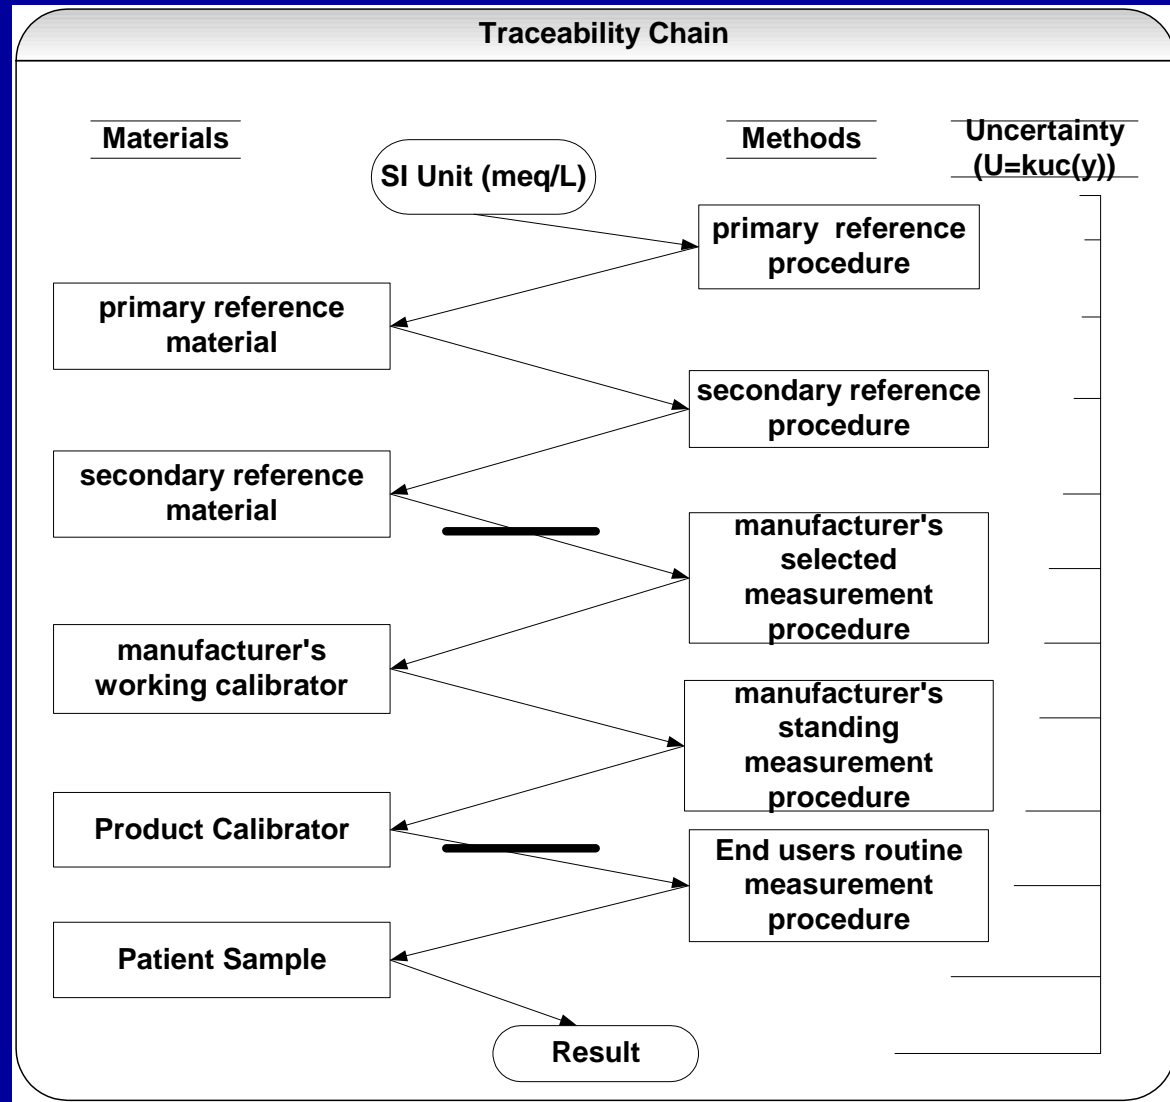 Traceability Chain
Materials
Methods
Uncertainty
(U=kuc(y))
SI Unit (meq/L)
primary reference
procedure
primary reference
material
secondary reference
procedure
secondary reference
material
manufacturer's
selected
measurement
procedure
manufacturer's
working calibrator
manufacturer's
standing
measurement
procedure
Product Calibrator
End users routine
measurement
procedure
Patient Sample
Result